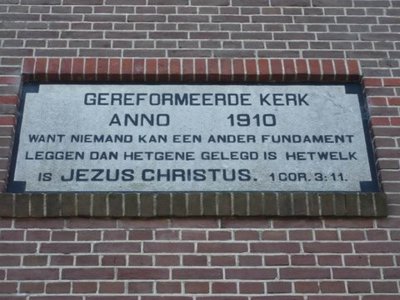 GEREFORMEERDE KERK
ANNO 1910
WANT NIEMAND KAN EEN ANDER FUNDAMENT
LEGGEN DAN HETGENE GELEGD IS HETWELK
IS JEZUS CHRISTUS. 1 COR. 3:11.